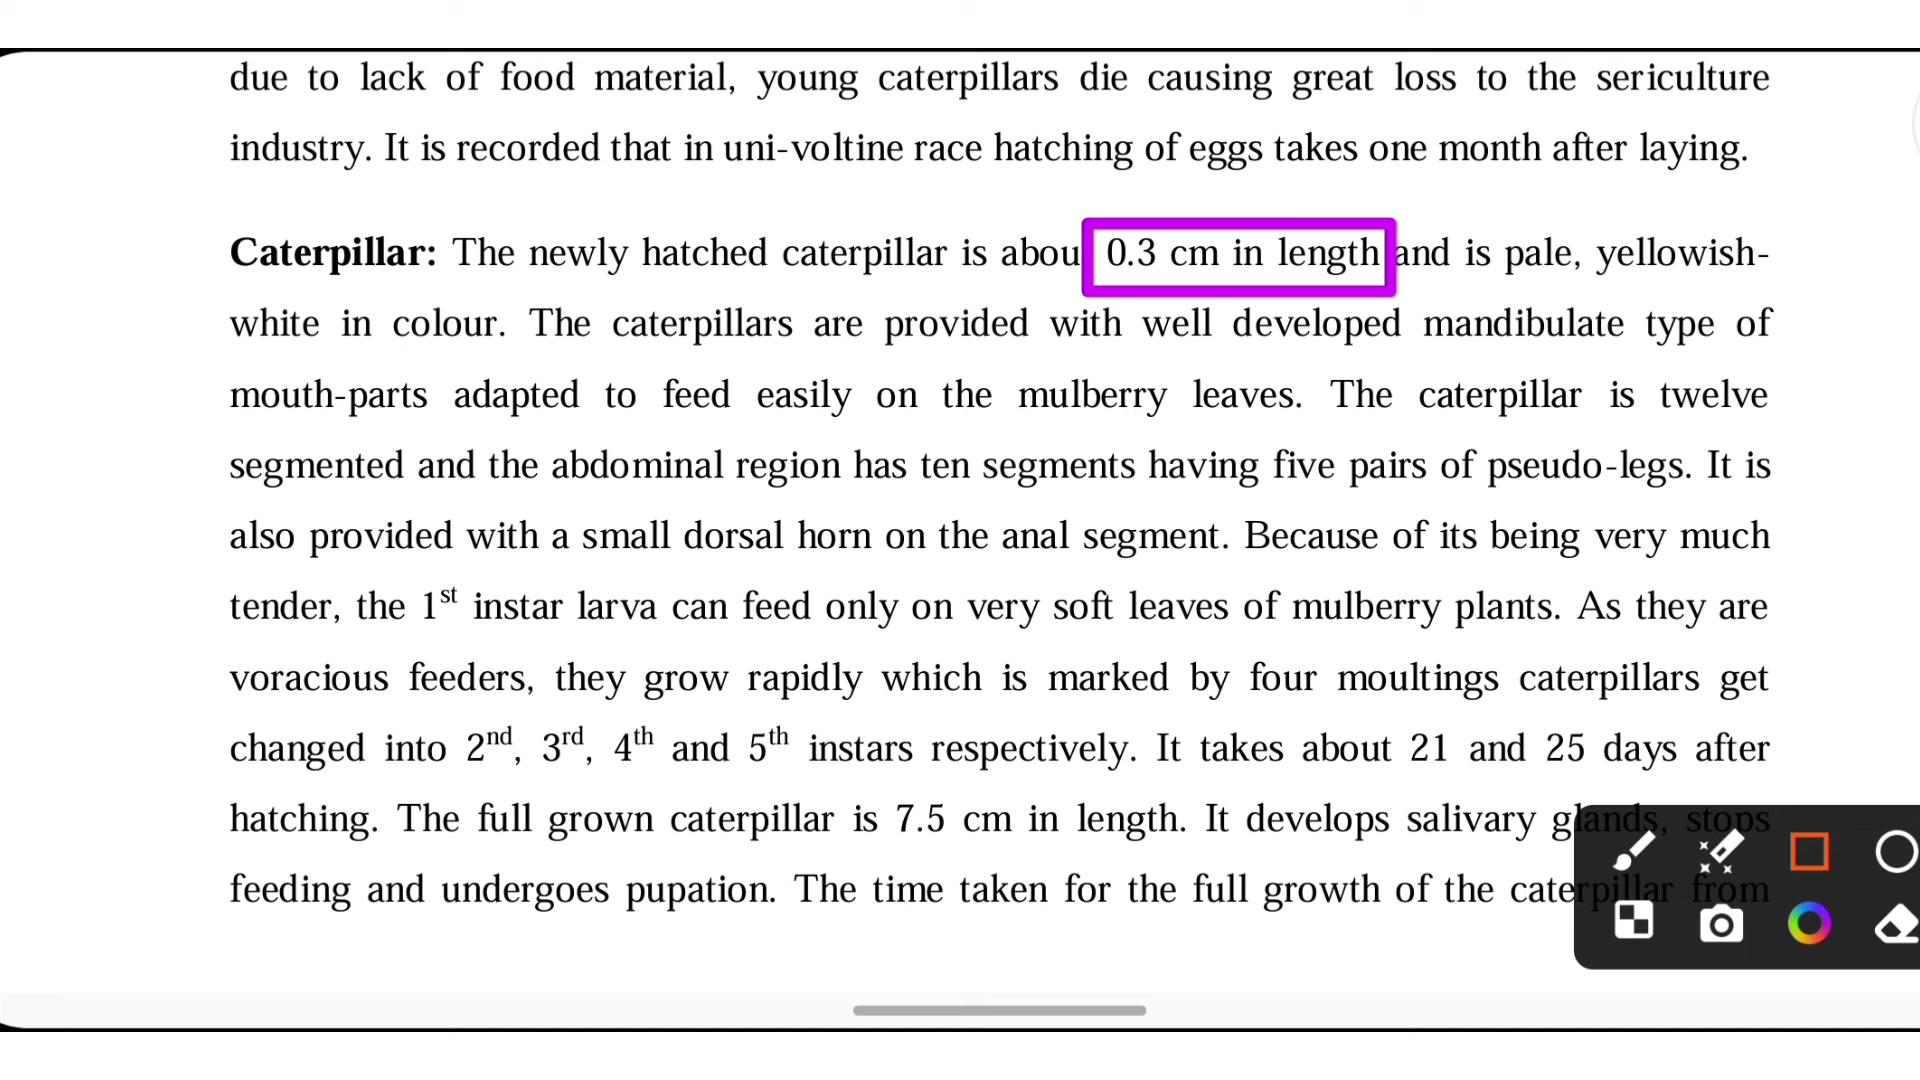 due to lack of food material, young caterpillars die causing great loss to the sericulture
industry. It is recorded that in uni-voltine race hatching of eggs takes one month after laying.
Caterpillar: The newly hatched caterpillar is abou 0.3 cm in length and is pale, yellowish-
white in colour. The caterpillars are provided with well developed mandibulate type of
mouth-parts adapted to feed easily on the mulberry leaves. The caterpillar is twelve
segmented and the abdominal region has ten segments having five pairs of pseudo-legs. It is
also provided with a small dorsal horn on the anal segment. Because of its being very much
tender, the 1st instar larva can feed only on very soft leaves of mulberry plants. As they are
voracious feeders, they grow rapidly which is marked by four moultings caterpillars get
changed into 2nd, 3rd, 4th and 5th instars respectively. It takes about 21 and 25 days after
hatching. The full grown caterpillar is 7.5 cm in length. It develops salivary glands, stops
feeding and undergoes pupation. The time taken for the full growth of the caterpillar from